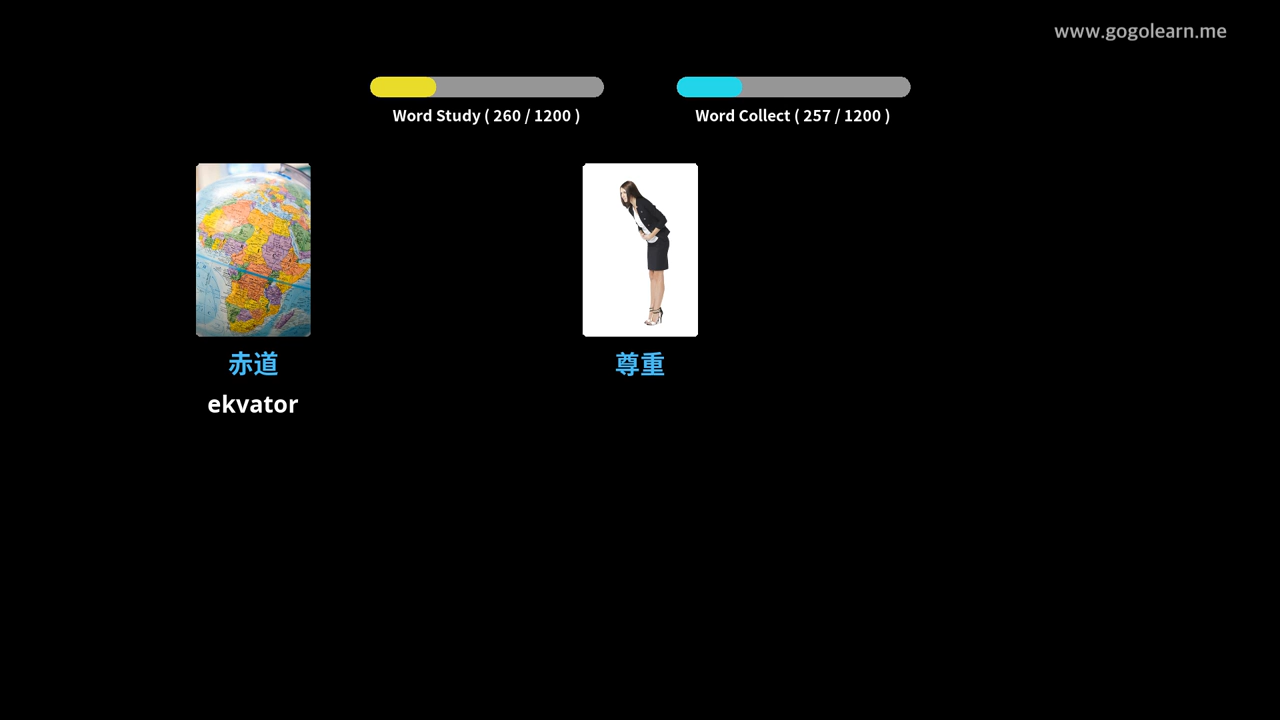 www.gogolearn.me
Word Study ( 260 / 1200 )
Word Collect ( 257 / 1200 )
赤道
尊重
ekvator